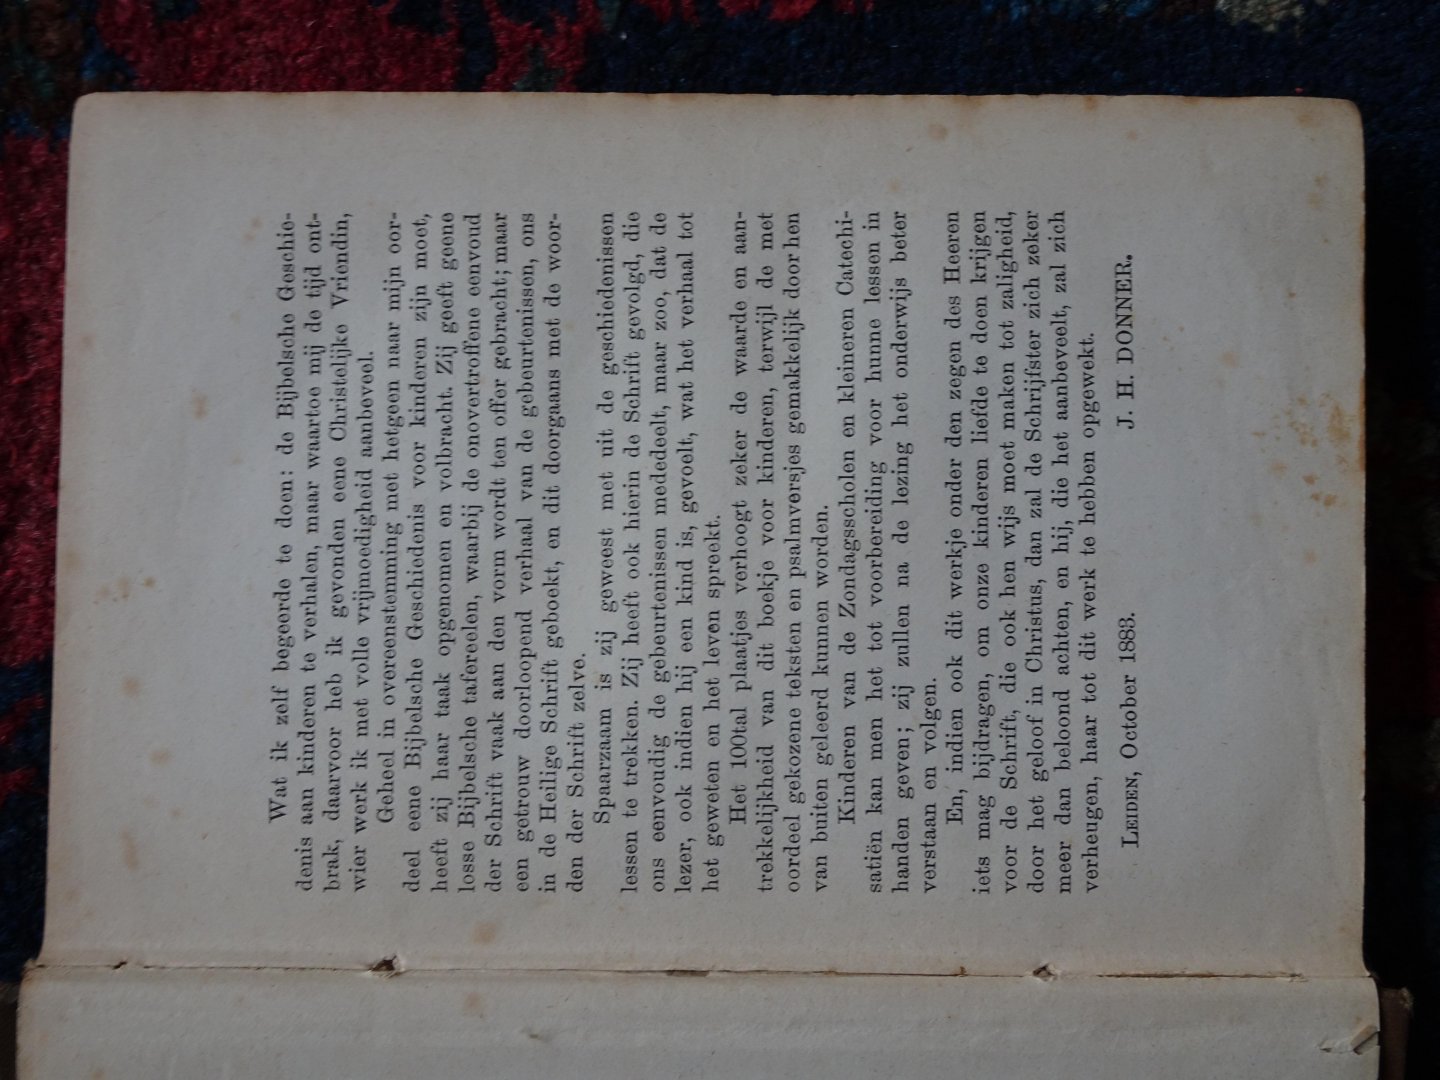 Wat ik zelf begeerde te doen: de Bijbelsche Geschie-
denis aan kinderen te verhalen, maar waartoe mij de tijd ont-
brak, daarvoor heb ik gevonden eene Christelijke Vriendin,
wier werk ik met volle vrijmoedigheid aanbeveel.
Geheel in overeenstemming met hetgeen naar mijn oor-
deel eene Bijbelsche Geschiedenis voor kinderen zijn moet,
heeft zij haar taak opgenomen en volbracht. Zij geeft geene
losse Bijbelsche tafereelen, waarbij de onovertroffene eenvoud
der Schrift vaak aan den vorm wordt ten offer gebracht; maar
een getrouw doorloopend verhaal van de gebeurtenissen, ons
in de Heilige Schrift geboekt, en dit doorgaans met de woor-
den der Schrift zelve.
Spaarzaam is zij geweest met uit de geschiedenissen
lessen te trekken. Zij heeft ook hierin de Schrift gevolgd, die
ons eenvoudig de gebeurtenissen mededeelt, maar zoo, dat de
lezer, ook indien hij een kind is, gevoelt, wat het verhaal tot
het geweten en het leven spreekt.
Het 100tal plaatjes verhoogt zeker de waarde en aan-
trekkelijkheid van dit boekje voor kinderen, terwijl de met
oordeel gekozene teksten en psalmversjes gemakkelijk door hen
van buiten geleerd kunnen worden.
Kinderen van de Zondagsscholen en kleineren Catechi-
satiën kan men het tot voorbereiding voor hunne lessen in
handen geven; zij zullen na de lezing het onderwijs beter
verstaan en volgen.
En, indien ook dit werkje onder den zegen des Heeren
iets mag bijdragen, om onze kinderen liefde te doen krijgen
voor de Schrift, die ook hen wijs moet maken tot zaligheid,
door het geloof in Christus, dan zal de Schrijfster zich zeker
meer dan beloond achten, en hij, die het aanbeveelt, zal zich
verheugen, haar tot dit werk te hebben opgewekt.
LEIDEN, October 1883. J. H. DONNER.